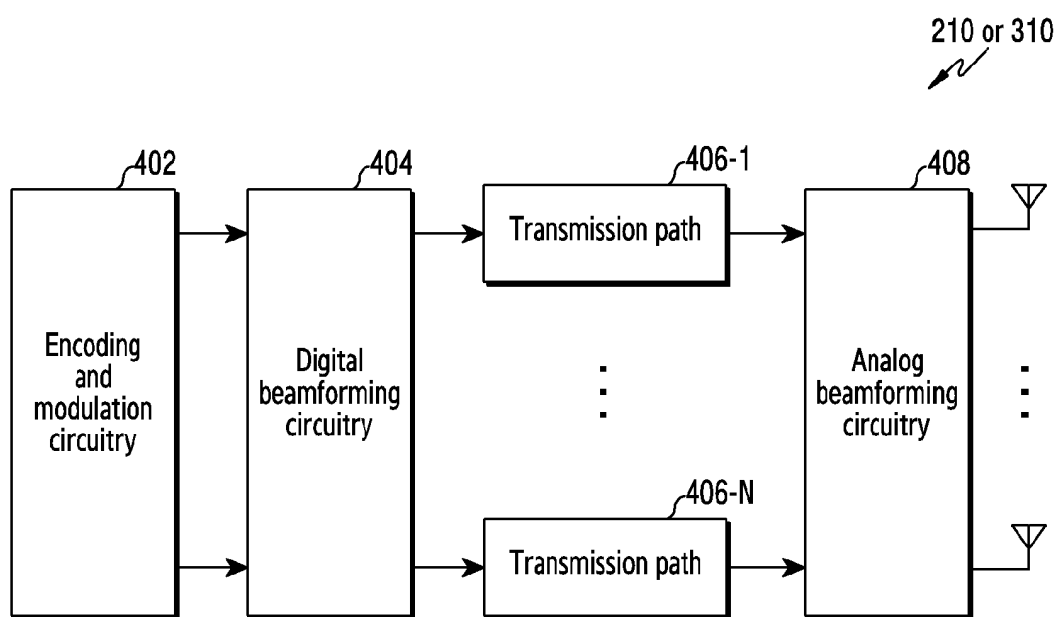 210 or 310
402
404
406-1
408
Encoding
and
modulation
circuitry
Digital
beamforming
circuitry
Transmission path
Analog
beamforming
circuitry
406-N
Transmission path